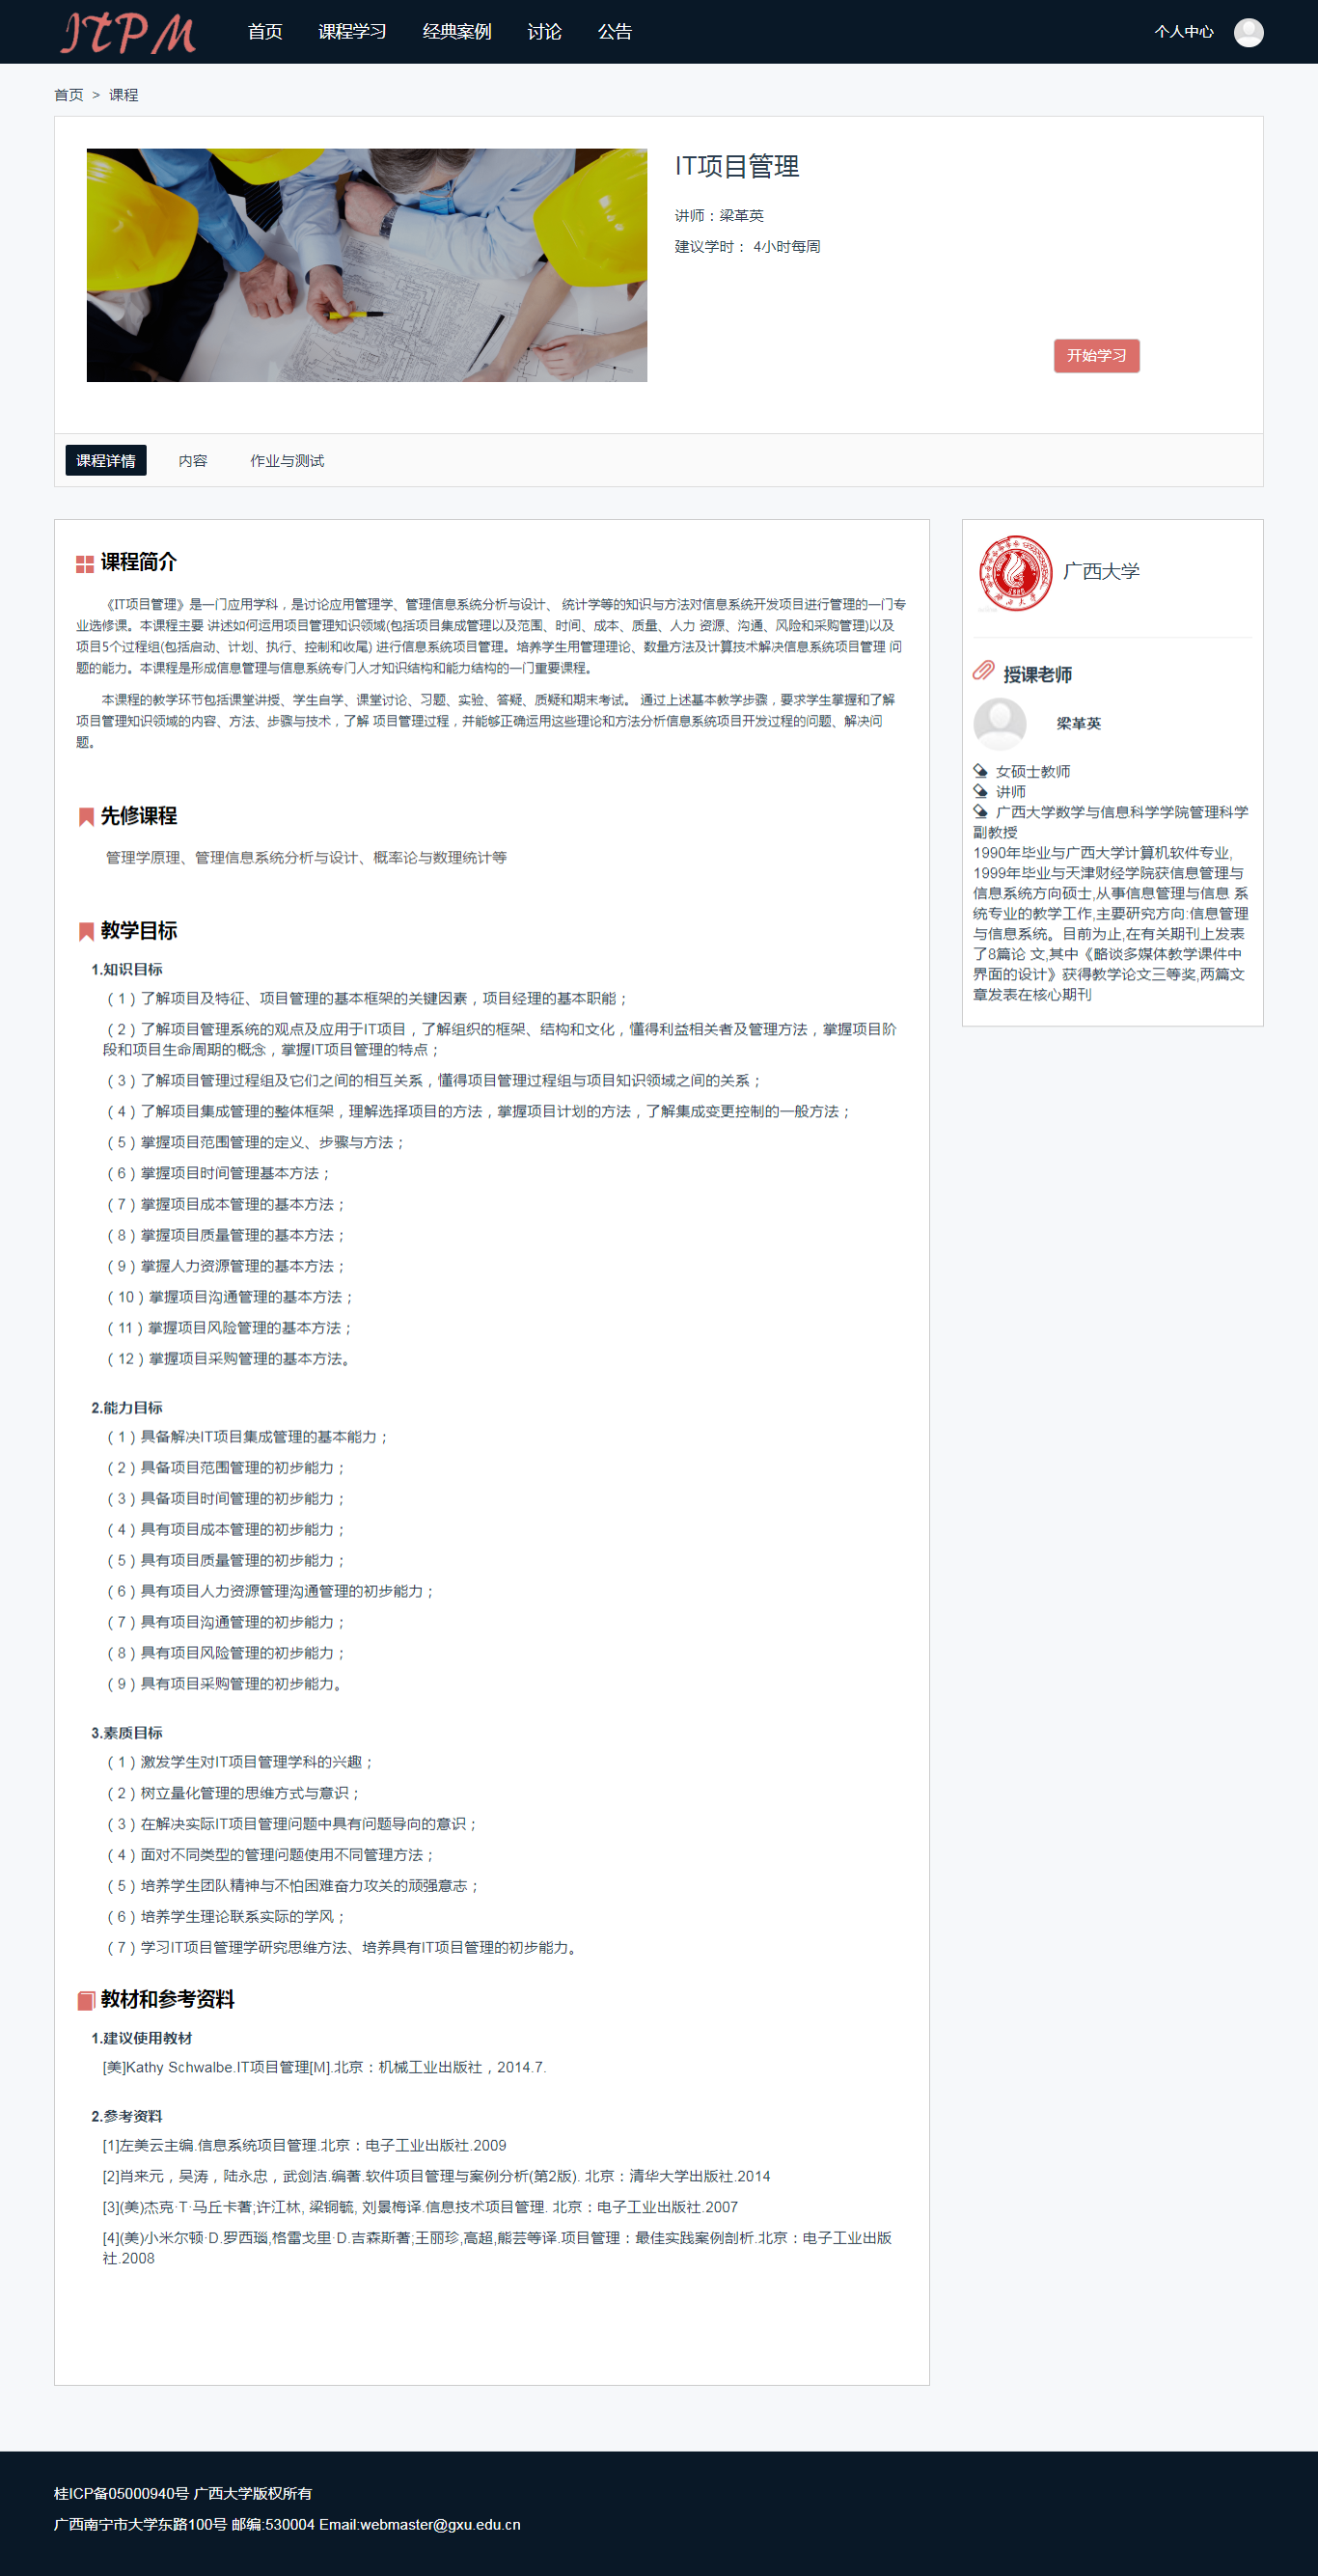 ITPM
首页 课程学习 经典案例 讨论 公告 个人中心
首页 > 课程
IT项目管理
讲师：梁革英
建议学时： 4小时每周
开始学习
课程详情 内容 作业与测试
课程简介
《IT项目管理》是一门应用学科，是讨论应用管理学、管理信息系统分析与设计、 统计学等的知识与方法对信息系统开发项目进行管理的一门专
业选修课。本课程主要 讲述如何运用项目管理知识领域(包括项目集成管理以及范围、时间、成本、质量、人力 资源、沟通、风险和采购管理)以及
项目5个过程组(包括启动、计划、执行、控制和收尾) 进行信息系统项目管理。培养学生用管理理论、数量方法及计算技术解决信息系统项目管理 问
题的能力。本课程是形成信息管理与信息系统专门人才知识结构和能力结构的一门重要课程。
本课程的教学环节包括课堂讲授、学生自学、课堂讨论、习题、实验、答疑、质疑和期末考试。 通过上述基本教学步骤，要求学生掌握和了解
项目管理知识领域的内容、方法、步骤与技术，了解 项目管理过程，并能够正确运用这些理论和方法分析信息系统项目开发过程的问题、解决问
题。
先修课程
管理学原理、管理信息系统分析与设计、概率论与数理统计等
教学目标
1.知识目标
（1）了解项目及特征、项目管理的基本框架的关键因素，项目经理的基本职能；
（2）了解项目管理系统的观点及应用于IT项目，了解组织的框架、结构和文化，懂得利益相关者及管理方法，掌握项目阶
段和项目生命周期的概念，掌握IT项目管理的特点；
（3）了解项目管理过程组及它们之间的相互关系，懂得项目管理过程组与项目知识领域之间的关系；
（4）了解项目集成管理的整体框架，理解选择项目的方法，掌握项目计划的方法，了解集成变更控制的一般方法；
（5）掌握项目范围管理的定义、步骤与方法；
（6）掌握项目时间管理基本方法；
（7）掌握项目成本管理的基本方法；
（8）掌握项目质量管理的基本方法；
（9）掌握人力资源管理的基本方法；
（10）掌握项目沟通管理的基本方法；
（11）掌握项目风险管理的基本方法；
（12）掌握项目采购管理的基本方法。
2.能力目标
（1）具备解决IT项目集成管理的基本能力；
（2）具备项目范围管理的初步能力；
（3）具备项目时间管理的初步能力；
（4）具有项目成本管理的初步能力；
（5）具有项目质量管理的初步能力；
（6）具有项目人力资源管理沟通管理的初步能力；
（7）具有项目沟通管理的初步能力；
（8）具有项目风险管理的初步能力；
（9）具有项目采购管理的初步能力。
3.素质目标
（1）激发学生对IT项目管理学科的兴趣；
（2）树立量化管理的思维方式与意识；
（3）在解决实际IT项目管理问题中具有问题导向的意识；
（4）面对不同类型的管理问题使用不同管理方法；
（5）培养学生团队精神与不怕困难奋力攻关的顽强意志；
（6）培养学生理论联系实际的学风；
（7）学习IT项目管理学研究思维方法、培养具有IT项目管理的初步能力。
教材和参考资料
1.建议使用教材
[美]Kathy Schwalbe.IT项目管理[M].北京：机械工业出版社，2014.7.
2.参考资料
[1]左美云主编.信息系统项目管理.北京：电子工业出版社.2009
[2]肖来元，吴涛，陆永忠，武剑洁.编著.软件项目管理与案例分析(第2版). 北京：清华大学出版社.2014
[3](美)杰克·T·马丘卡著;许江林, 梁铜毓, 刘景梅译.信息技术项目管理. 北京：电子工业出版社.2007
[4](美)小米尔顿·D.罗西瑙,格雷戈里·D.吉森斯著;王丽珍,高超,熊芸等译.项目管理：最佳实践案例剖析.北京：电子工业出版
社.2008
广西大学
授课老师
梁革英
女硕士教师
讲师
广西大学数学与信息科学学院管理科学
副教授
1990年毕业与广西大学计算机软件专业,
1999年毕业与天津财经学院获信息管理与
信息系统方向硕士,从事信息管理与信息 系
统专业的教学工作,主要研究方向:信息管理
与信息系统。目前为止,在有关期刊上发表
了8篇论 文,其中《略谈多媒体教学课件中
界面的设计》获得教学论文三等奖,两篇文
章发表在核心期刊
桂ICP备05000940号 广西大学版权所有
广西南宁市大学东路100号 邮编:530004 Email:webmaster@gxu.edu.cn